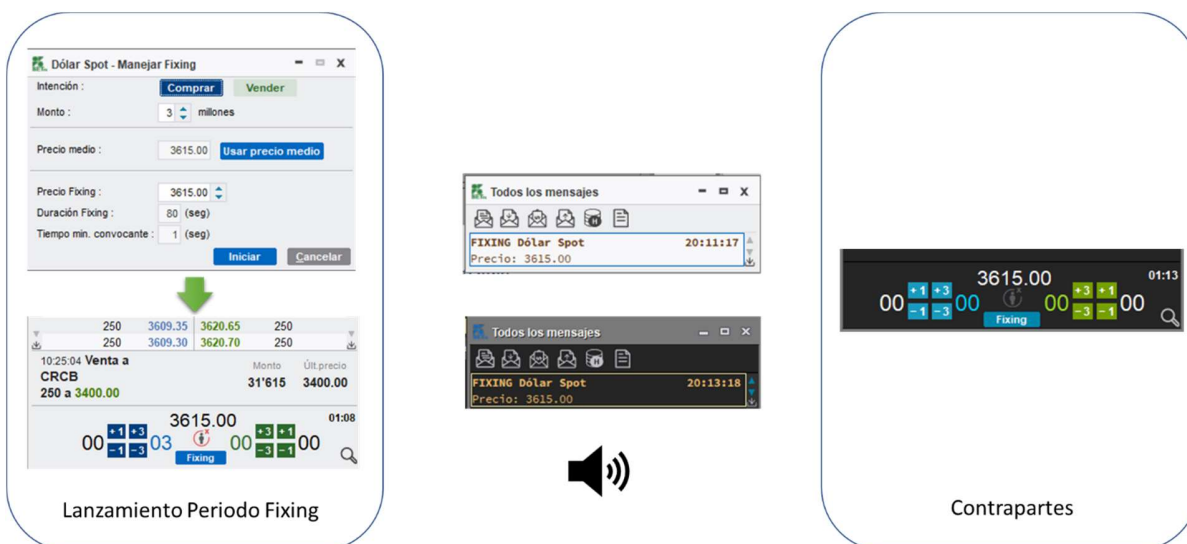 Dólar Spot - Manejar Fixing
Intención : Comprar Vender
Monto : 3 millones
Precio medio : 3615.00 Usar precio medio
Precio Fixing : 3615.00
Duración Fixing : 80 (seg)
Tiempo min. convocante : 1 (seg)
Iniciar Cancelar
250 3609.35 3620.65 250
250 3609.30 3620.70 250
10:25:04 Venta a Monto Últ.precio
CRCB 31'615 3400.00
250 a 3400.00
3615.00 01:08
+1 +3 +3 +1
00 03 00 00
-1 -3 -3 -1
Fixing
Lanzamiento Periodo Fixing
Todos los mensajes
FIXING Dólar Spot 20:11:17
Precio: 3615.00
Todos los mensajes
FIXING Dólar Spot 20:13:18
Precio: 3615.00
3615.00 01:13
+1 +3 +3 +1
00 00 00 00
-1 -3 -3 -1
Fixing
Contrapartes